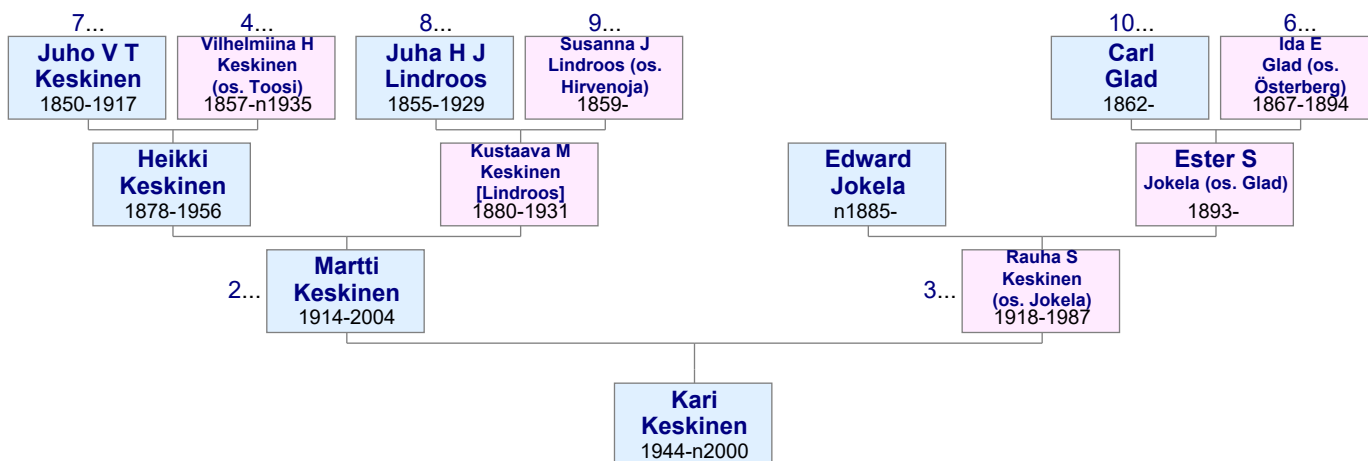 7...
4...
8...
9...
10...
6...
Juho V T
Keskinen
1850-1917
Vilhelmiina H
Keskinen
(os. Toosi)
1857-n1935
Juha H J
Lindroos
1855-1929
Susanna J
Lindroos (os.
Hirvenoja)
1859-
Carl
Glad
1862-
Ida E
Glad (os.
Österberg)
1867-1894
Heikki
Keskinen
1878-1956
Kustaava M
Keskinen
[Lindroos]
1880-1931
Edward
Jokela
n1885-
Ester S
Jokela (os. Glad)
1893-
2...
Martti
Keskinen
1914-2004
3...
Rauha S
Keskinen
(os. Jokela)
1918-1987
Kari
Keskinen
1944-n2000